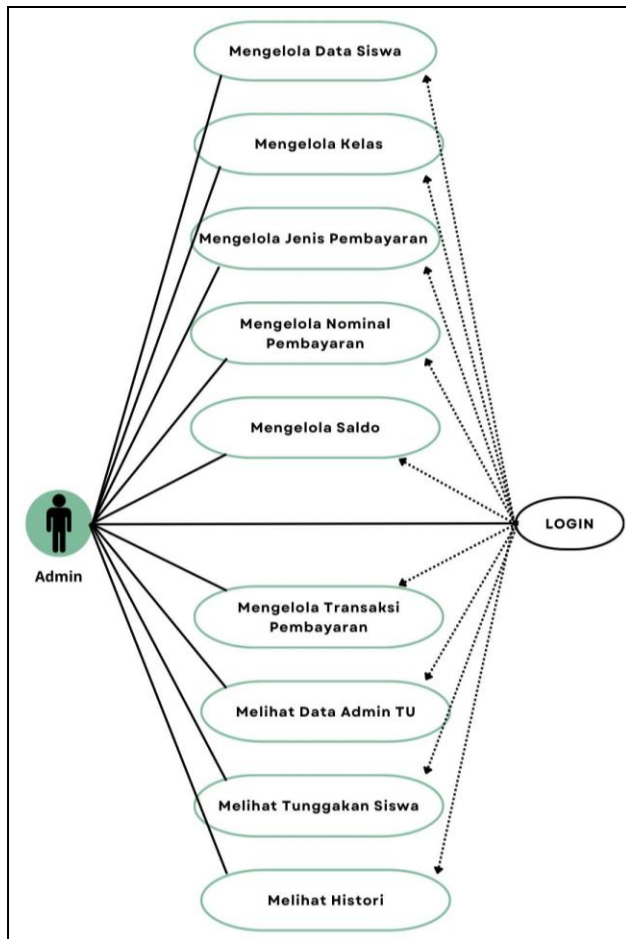 Mengelola Data Siswa
Mengelola Kelas
Mengelola Jenis Pembayaran
Mengelola Nominal
Pembayaran
Mengelola Saldo
LOGIN
Admin
Mengelola Transaksi
Pembayaran
Melihat Data Admin TU
Melihat Tunggakan Siswa
Melihat Histori